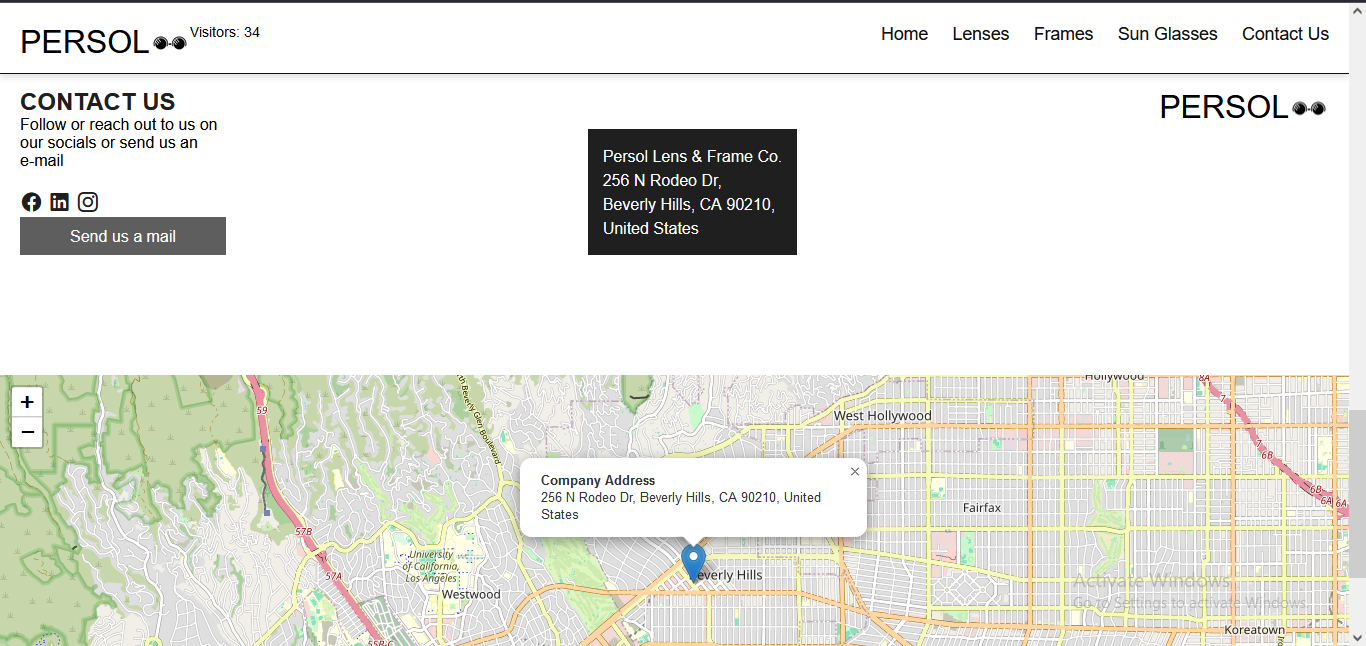 PERSOL
Visitors: 34
Home
Lenses
Frames
Sun Glasses
Contact Us
CONTACT US
Follow or reach out to us on
our socials or send us an
e-mail
Send us a mail
Persol Lens & Frame Co.
256 N Rodeo Dr,
Beverly Hills, CA 90210,
United States
PERSOL
+
−
59
57B
57A
55B-C
University
of California,
Los Angeles
Westwood
Hollywood
8A
7
7
6B
6B
6A
6A
West Hollywood
Company Address
×
256 N Rodeo Dr, Beverly Hills, CA 90210, United
States
Fairfax
everly Hills
Koreatown
Activate Windows
Go to Settings to activate Windows.